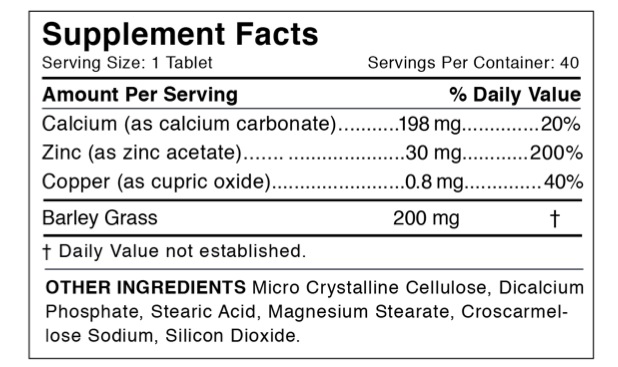 Supplement Facts
Serving Size: 1 Tablet Servings Per Container: 40
Amount Per Serving % Daily Value
Calcium (as calcium carbonate)...........198 mg..............20%
Zinc (as zinc acetate)....... .....................30 mg............200%
Copper (as cupric oxide)........................0.8 mg..............40%
Barley Grass 200 mg †
† Daily Value not established.
OTHER INGREDIENTS Micro Crystalline Cellulose, Dicalcium
Phosphate, Stearic Acid, Magnesium Stearate, Croscarmel-
lose Sodium, Silicon Dioxide.